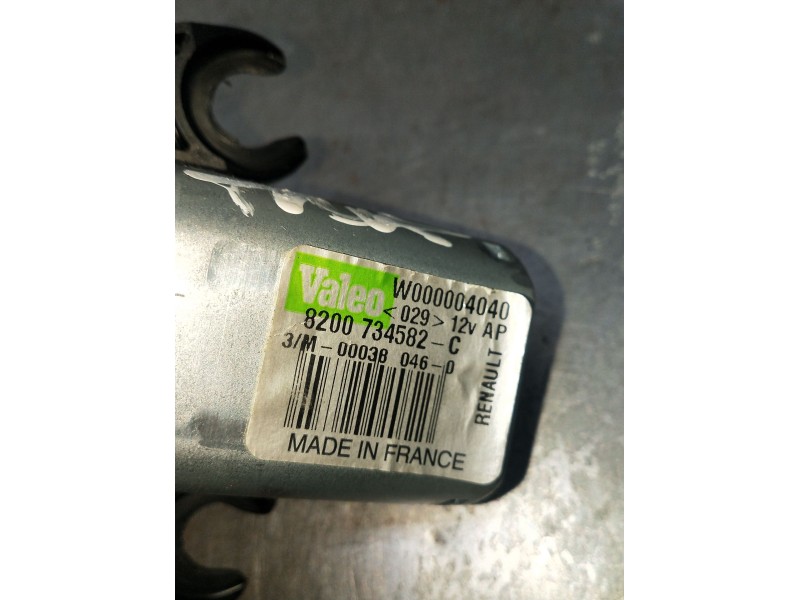 Valeo W000004040
<029> 12v AP
8200 734582-C
3/M-00038 046-0
RENAULT
MADE IN FRANCE